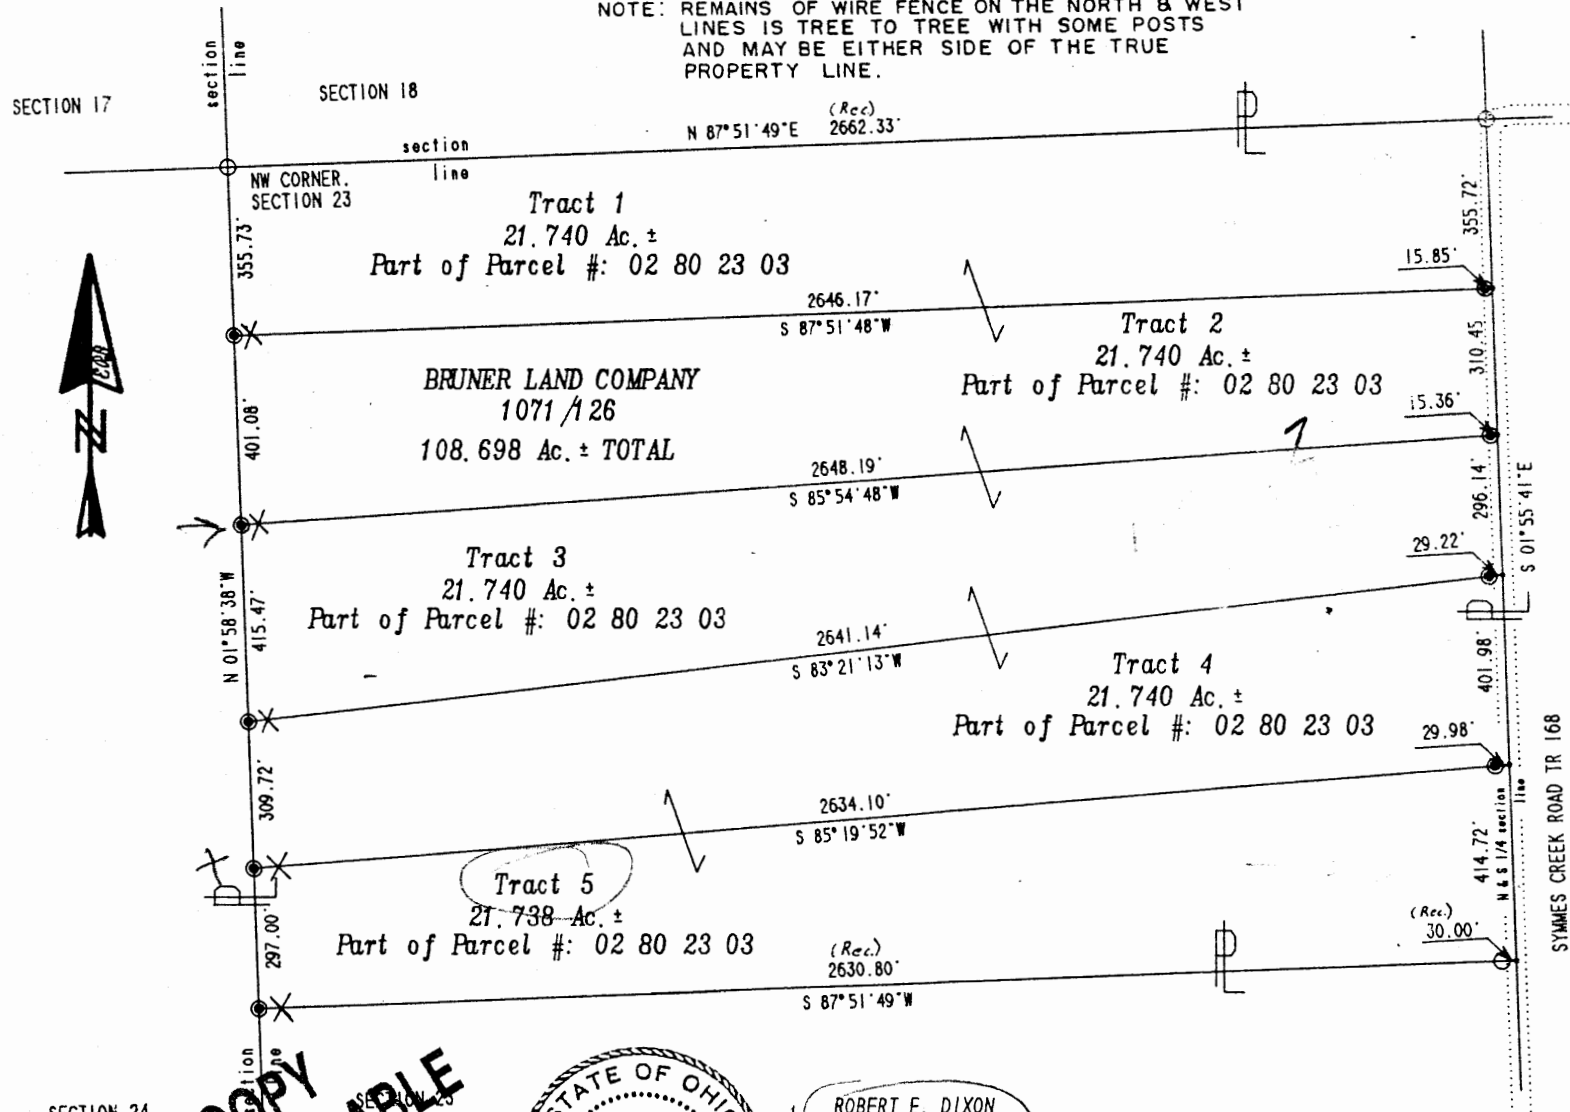 NOTE: REMAINS OF WIRE FENCE ON THE NORTH & WEST
LINES IS TREE TO TREE WITH SOME POSTS
AND MAY BE EITHER SIDE OF THE TRUE
PROPERTY LINE.
section
line
SECTION 17
SECTION 18
(Rec)
N 87°51'49"E 2662.33'
PL
section
line
NW CORNER.
SECTION 23
355.73'
355.72'
Tract 1
21.740 Ac.±
Part of Parcel #: 02 80 23 03
15.85'
2646.17'
S 87°51'48"W
Tract 2
21.740 Ac.±
Part of Parcel #: 02 80 23 03
310.45
BRUNER LAND COMPANY
1071/126
108.698 Ac.± TOTAL
401.08'
N
15.36'
1
2648.19'
S 85°54'48"W
296.14'
S 01°55'41"E
Tract 3
21.740 Ac.±
Part of Parcel #: 02 80 23 03
N 01°58'38"W
415.47'
29.22'
PL
2641.14'
S 83°21'13"W
Tract 4
21.740 Ac.±
Part of Parcel #: 02 80 23 03
401.98'
29.98'
309.72'
2634.10'
S 85°19'52"W
SYMMES CREEK ROAD TR 168
N & S 1/4 section
line
414.72'
PL
Tract 5
21.738 Ac.±
Part of Parcel #: 02 80 23 03
297.00'
(Rec.)
30.00'
(Rec.)
2630.80'
S 87°51'49"W
PL
section
line
COPY
SECTION 24
STATE OF OHIO
ROBERT E. DIXON